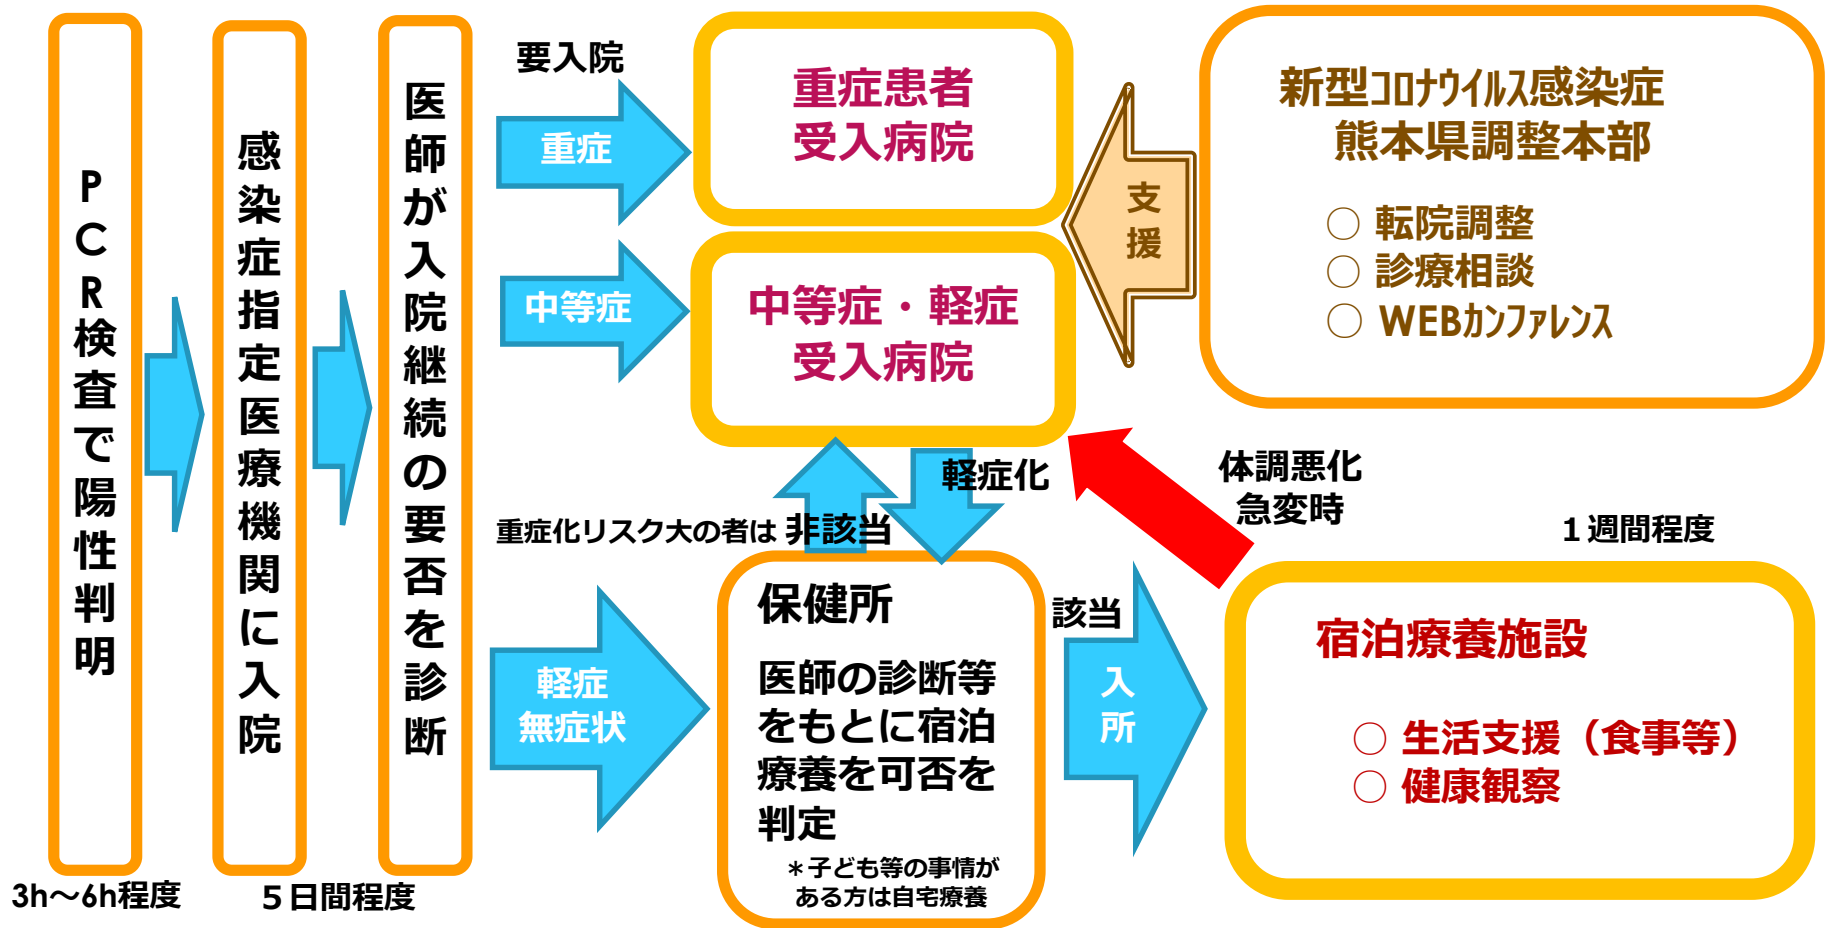 PCR検査で陽性判明
3h～6h程度
感染症指定医療機関に入院
５日間程度
医師が入院継続の要否を診断
要入院
重症
中等症
軽症
無症状
重症患者
受入病院
中等症・軽症
受入病院
支援
新型ｺﾛﾅｳｲﾙｽ感染症
熊本県調整本部
○ 転院調整
○ 診療相談
○ WEBｶﾝﾌｧﾚﾝｽ
重症化リスク大の者は 非該当
軽症化
体調悪化
急変時
保健所
医師の診断等
をもとに宿泊
療養を可否を
判定
＊子ども等の事情が
ある方は自宅療養
該当
入所
１週間程度
宿泊療養施設
○ 生活支援（食事等）
○ 健康観察